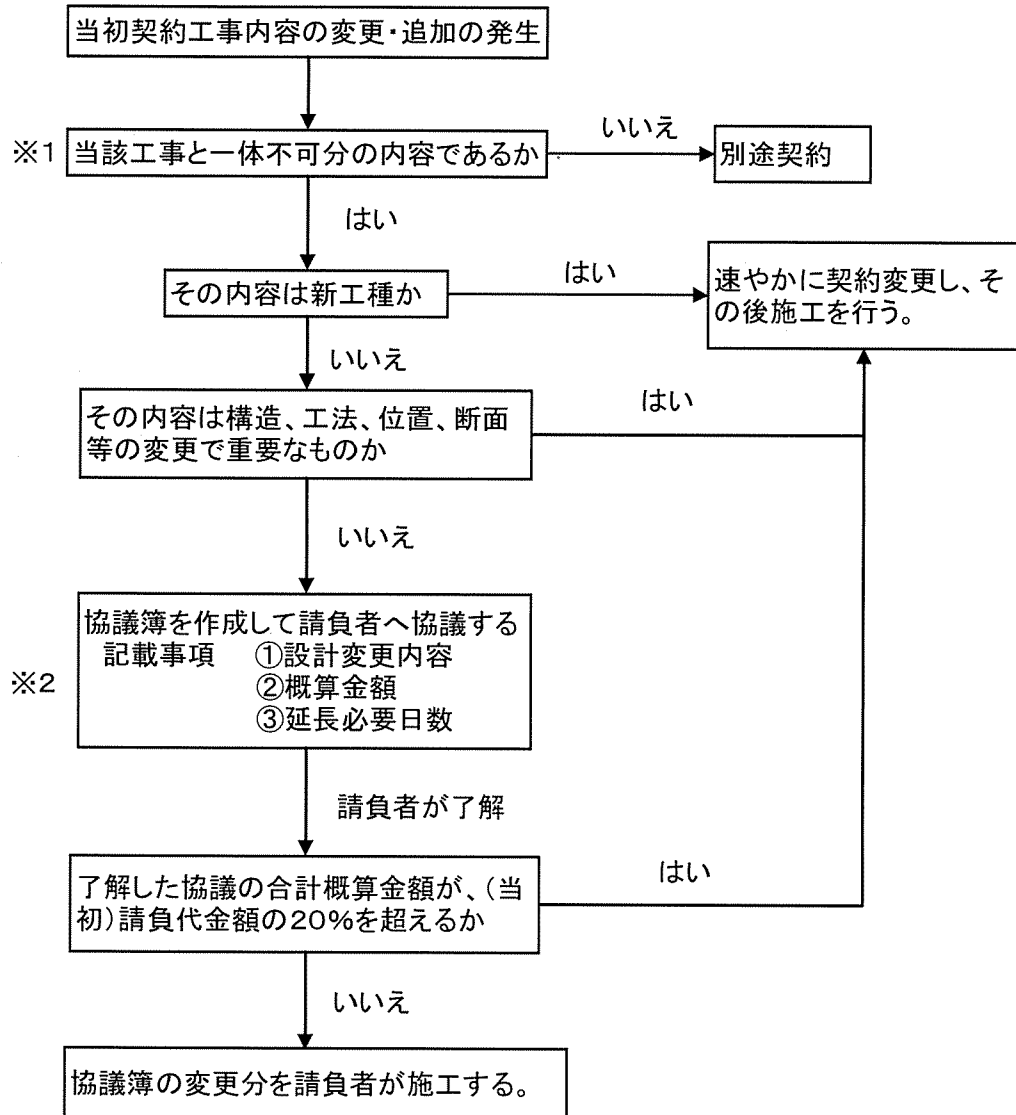 当初契約工事内容の変更・追加の発生
※1
当該工事と一体不可分の内容であるか
いいえ
別途契約
はい
その内容は新工種か
はい
速やかに契約変更し、そ
の後施工を行う。
いいえ
その内容は構造、工法、位置、断面
等の変更で重要なものか
はい
いいえ
※2
協議簿を作成して請負者へ協議する
記載事項 ①設計変更内容
②概算金額
③延長必要日数
請負者が了解
了解した協議の合計概算金額が、(当
初)請負代金額の20%を超えるか
はい
いいえ
協議簿の変更分を請負者が施工する。